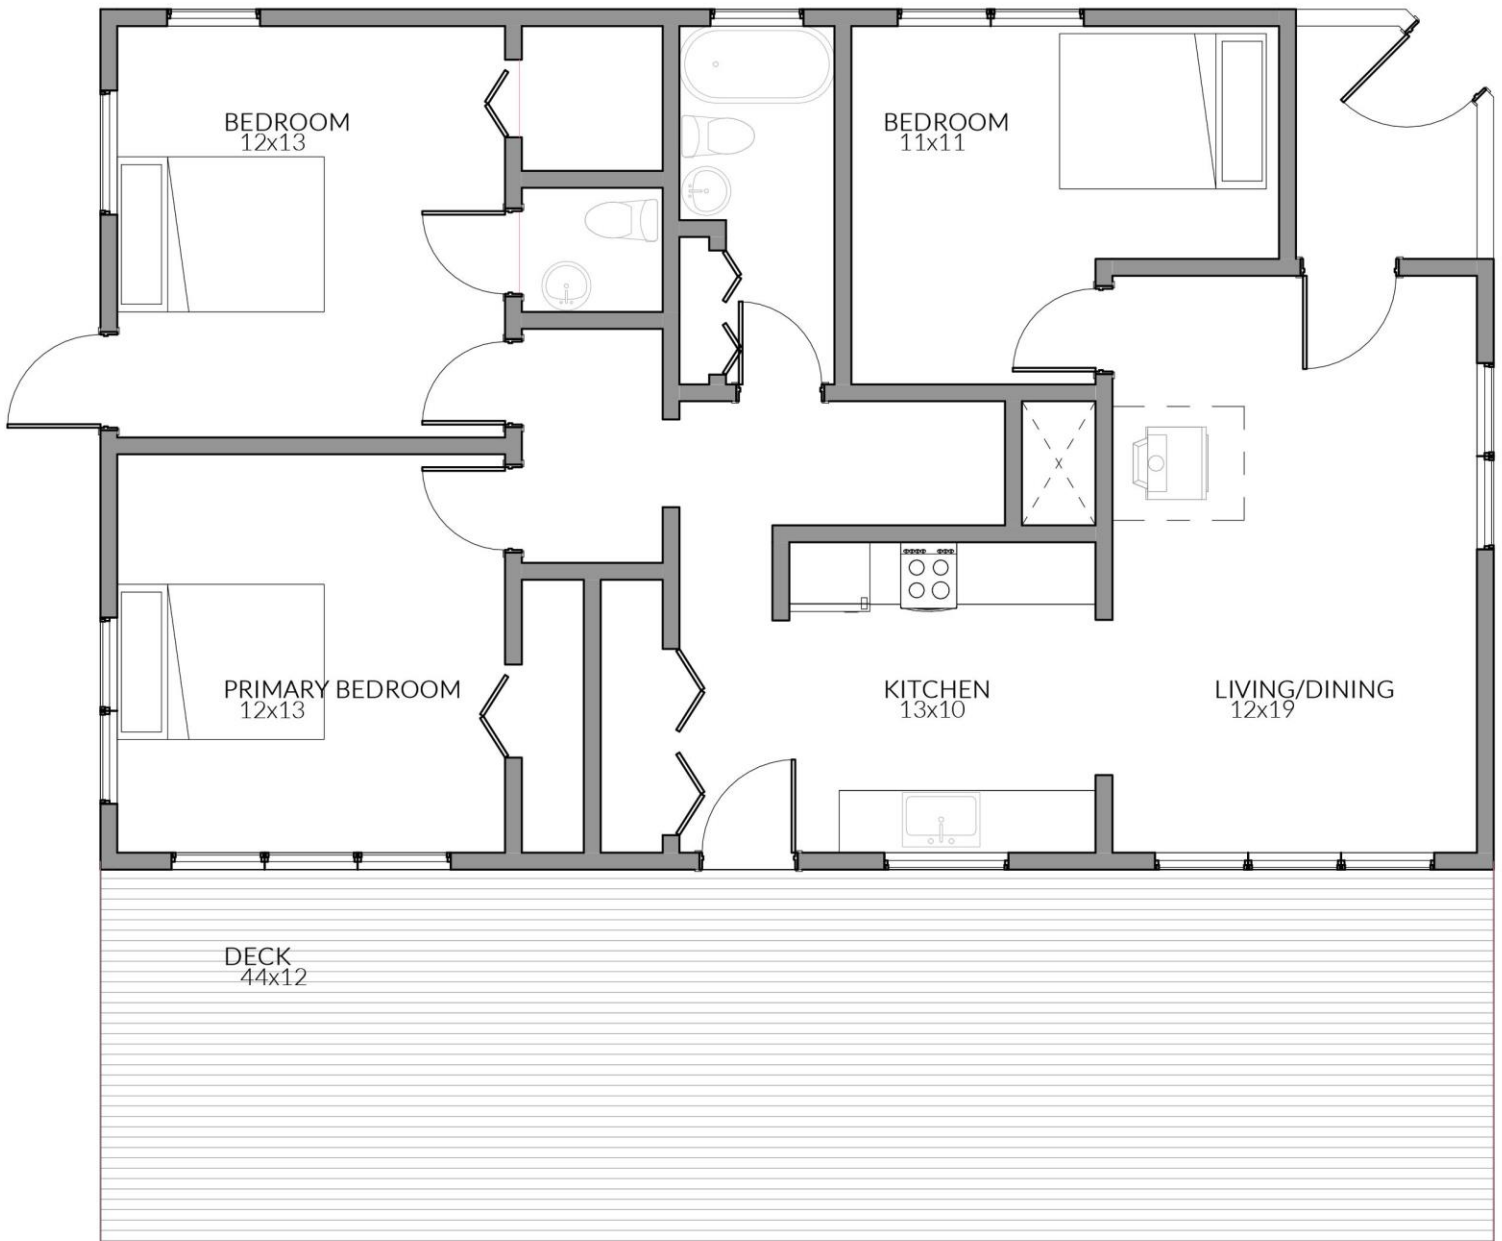 BEDROOM
12x13
BEDROOM
11x11
X
PRIMARY BEDROOM
12x13
KITCHEN
13x10
LIVING/DINING
12x19
DECK
44x12